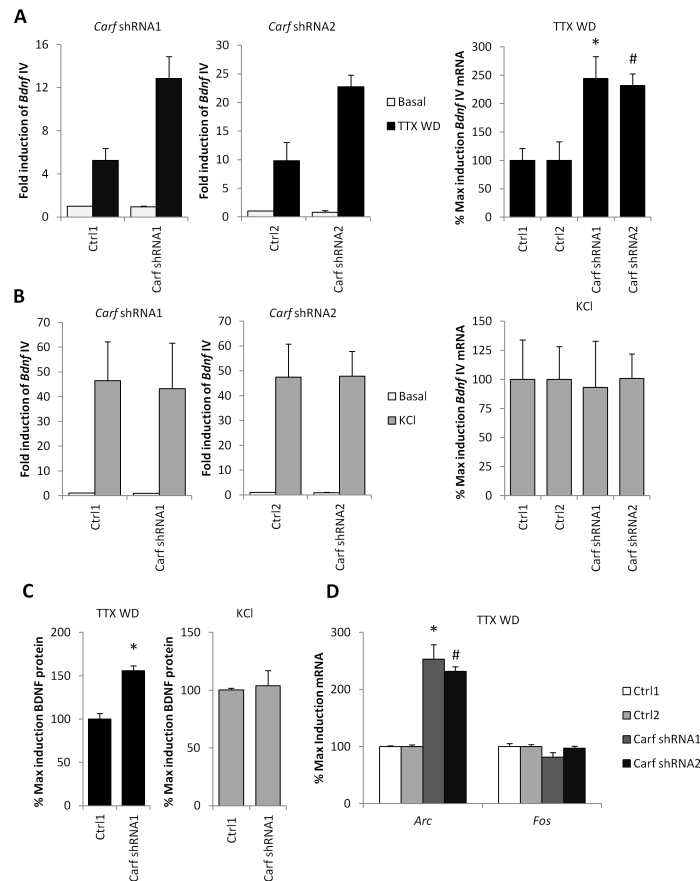 A
Carf shRNA1
Fold induction of Bdnf IV
16
12
8
4
0
Ctrl1
Carf shRNA1
Carf shRNA2
Fold induction of Bdnf IV
30
25
20
15
10
5
0
Ctrl2
Carf shRNA2
Basal
TTX WD
TTX WD
% Max induction Bdnf IV mRNA
300
250
200
150
100
50
0
*
#
Ctrl1
Ctrl2
Carf shRNA1
Carf shRNA2
B
Carf shRNA1
Fold induction of Bdnf IV
70
60
50
40
30
20
10
0
Ctrl1
Carf shRNA1
Carf shRNA2
Fold induction of Bdnf IV
70
60
50
40
30
20
10
0
Ctrl2
Carf shRNA2
Basal
KCl
KCl
% Max induction Bdnf IV mRNA
150
125
100
75
50
25
0
Ctrl1
Ctrl2
Carf shRNA1
Carf shRNA2
C
TTX WD
% Max induction BDNF protein
200
150
100
50
0
*
Ctrl1
Carf shRNA1
KCl
% Max induction BDNF protein
150
100
50
0
Ctrl1
Carf shRNA1
D
TTX WD
% Max Induction mRNA
300
200
100
0
*
#
Arc
Fos
Ctrl1
Ctrl2
Carf shRNA1
Carf shRNA2